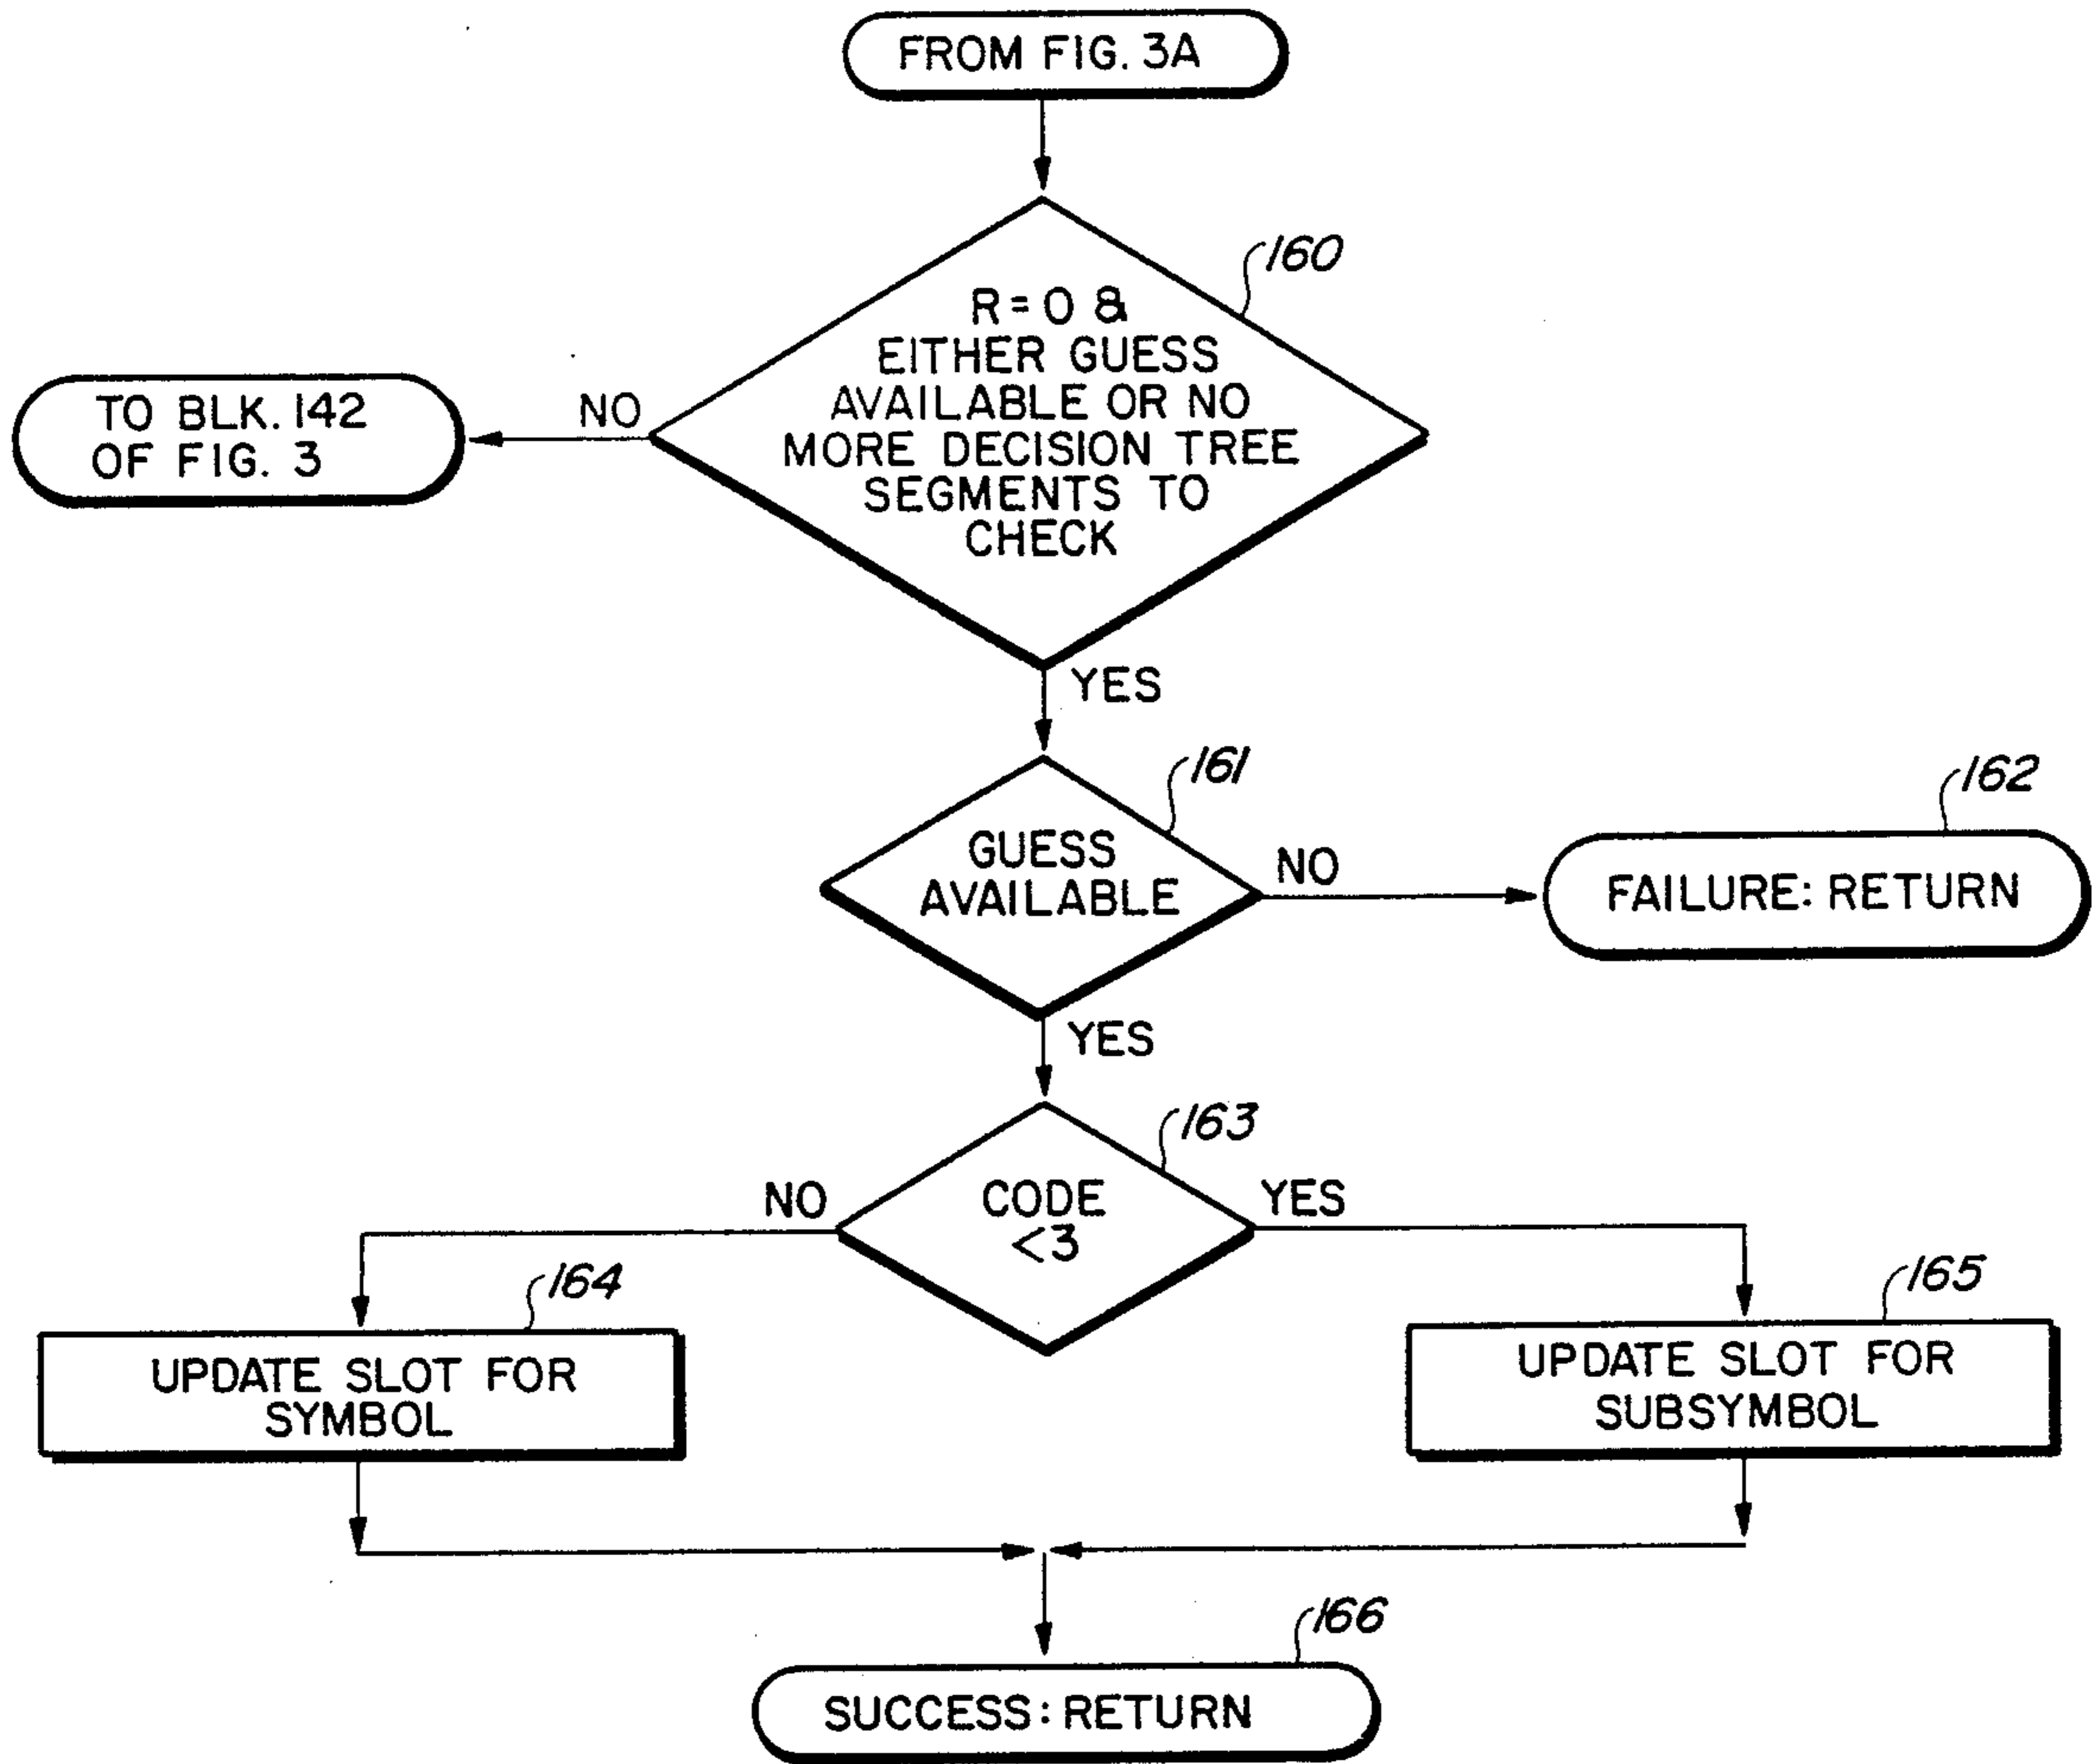 FROM FIG. 3A
160
R=0 &
EITHER GUESS
AVAILABLE OR NO
MORE DECISION TREE
SEGMENTS TO
CHECK
NO
TO BLK. 142
OF FIG. 3
YES
161
GUESS
AVAILABLE
NO
162
FAILURE: RETURN
YES
163
CODE
<3
NO
YES
164
UPDATE SLOT FOR
SYMBOL
165
UPDATE SLOT FOR
SUBSYMBOL
166
SUCCESS: RETURN